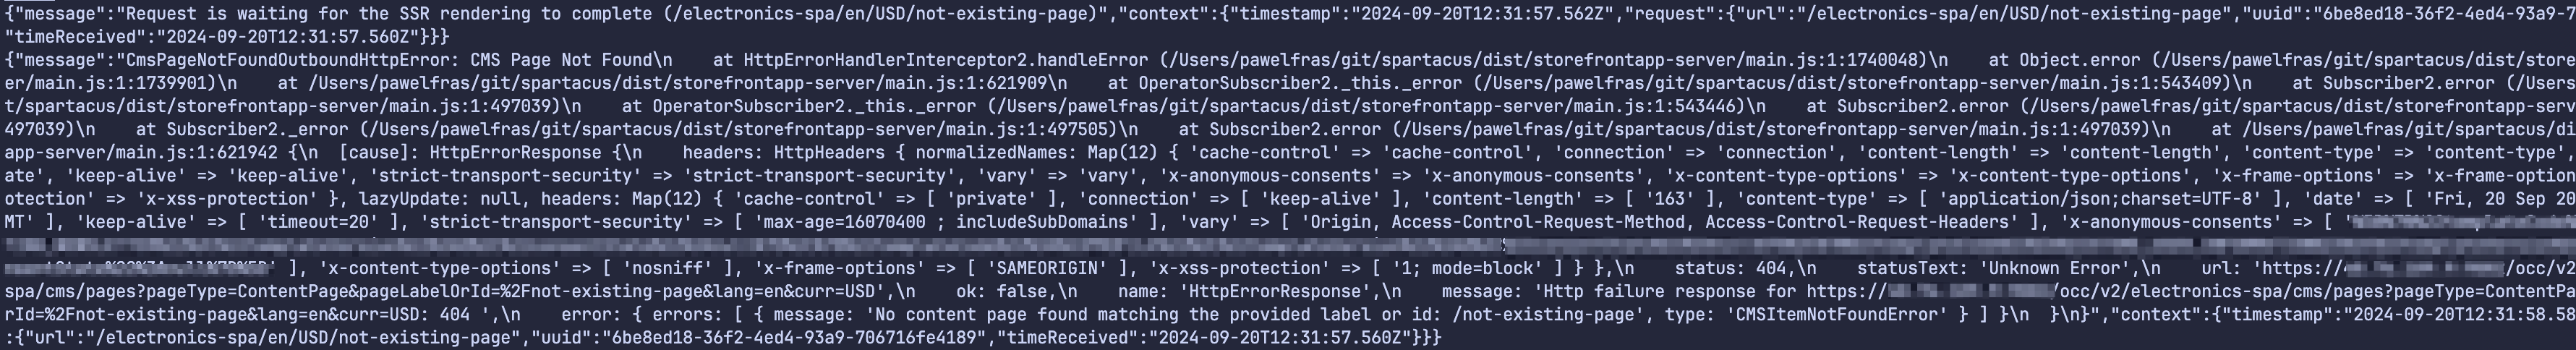 {"message":"Request is waiting for the SSR rendering to complete (/electronics-spa/en/USD/not-existing-page)","context":{"timestamp":"2024-09-20T12:31:57.562Z","request":{"url":"/electronics-spa/en/USD/not-existing-page","uuid":"6be8ed18-36f2-4ed4-93a9-7
"timeReceived":"2024-09-20T12:31:57.560Z"}}}
{"message":"CmsPageNotFoundOutboundHttpError: CMS Page Not Found\n    at HttpErrorHandlerInterceptor2.handleError (/Users/pawelfras/git/spartacus/dist/storefrontapp-server/main.js:1:1740048)\n    at Object.error (/Users/pawelfras/git/spartacus/dist/store
er/main.js:1:1739901)\n    at /Users/pawelfras/git/spartacus/dist/storefrontapp-server/main.js:1:621909\n    at OperatorSubscriber2._this._error (/Users/pawelfras/git/spartacus/dist/storefrontapp-server/main.js:1:543409)\n    at Subscriber2.error (/Users
t/spartacus/dist/storefrontapp-server/main.js:1:497039)\n    at OperatorSubscriber2._this._error (/Users/pawelfras/git/spartacus/dist/storefrontapp-server/main.js:1:543446)\n    at Subscriber2.error (/Users/pawelfras/git/spartacus/dist/storefrontapp-serv
497039)\n    at Subscriber2._error (/Users/pawelfras/git/spartacus/dist/storefrontapp-server/main.js:1:497505)\n    at Subscriber2.error (/Users/pawelfras/git/spartacus/dist/storefrontapp-server/main.js:1:497039)\n    at /Users/pawelfras/git/spartacus/di
app-server/main.js:1:621942 {\n  [cause]: HttpErrorResponse {\n    headers: HttpHeaders { normalizedNames: Map(12) { 'cache-control' => 'cache-control', 'connection' => 'connection', 'content-length' => 'content-length', 'content-type' => 'content-type',
ate', 'keep-alive' => 'keep-alive', 'strict-transport-security' => 'strict-transport-security', 'vary' => 'vary', 'x-anonymous-consents' => 'x-anonymous-consents', 'x-content-type-options' => 'x-content-type-options', 'x-frame-options' => 'x-frame-option
otection' => 'x-xss-protection' }, lazyUpdate: null, headers: Map(12) { 'cache-control' => [ 'private' ], 'connection' => [ 'keep-alive' ], 'content-length' => [ '163' ], 'content-type' => [ 'application/json;charset=UTF-8' ], 'date' => [ 'Fri, 20 Sep 20
MT' ], 'keep-alive' => [ 'timeout=20' ], 'strict-transport-security' => [ 'max-age=16070400 ; includeSubDomains' ], 'vary' => [ 'Origin, Access-Control-Request-Method, Access-Control-Request-Headers' ], 'x-anonymous-consents' => [ '
' ], 'x-content-type-options' => [ 'nosniff' ], 'x-frame-options' => [ 'SAMEORIGIN' ], 'x-xss-protection' => [ '1; mode=block' ] } },\n    status: 404,\n    statusText: 'Unknown Error',\n    url: 'https:// /occ/v2
spa/cms/pages?pageType=ContentPage&pageLabelOrId=%2Fnot-existing-page&lang=en&curr=USD',\n    ok: false,\n    name: 'HttpErrorResponse',\n    message: 'Http failure response for https:// /occ/v2/electronics-spa/cms/pages?pageType=ContentPa
rId=%2Fnot-existing-page&lang=en&curr=USD: 404 ',\n    error: { errors: [ { message: 'No content page found matching the provided label or id: /not-existing-page', type: 'CMSItemNotFoundError' } ] }\n  }\n}","context":{"timestamp":"2024-09-20T12:31:58.58
:{"url":"/electronics-spa/en/USD/not-existing-page","uuid":"6be8ed18-36f2-4ed4-93a9-706716fe4189","timeReceived":"2024-09-20T12:31:57.560Z"}}}